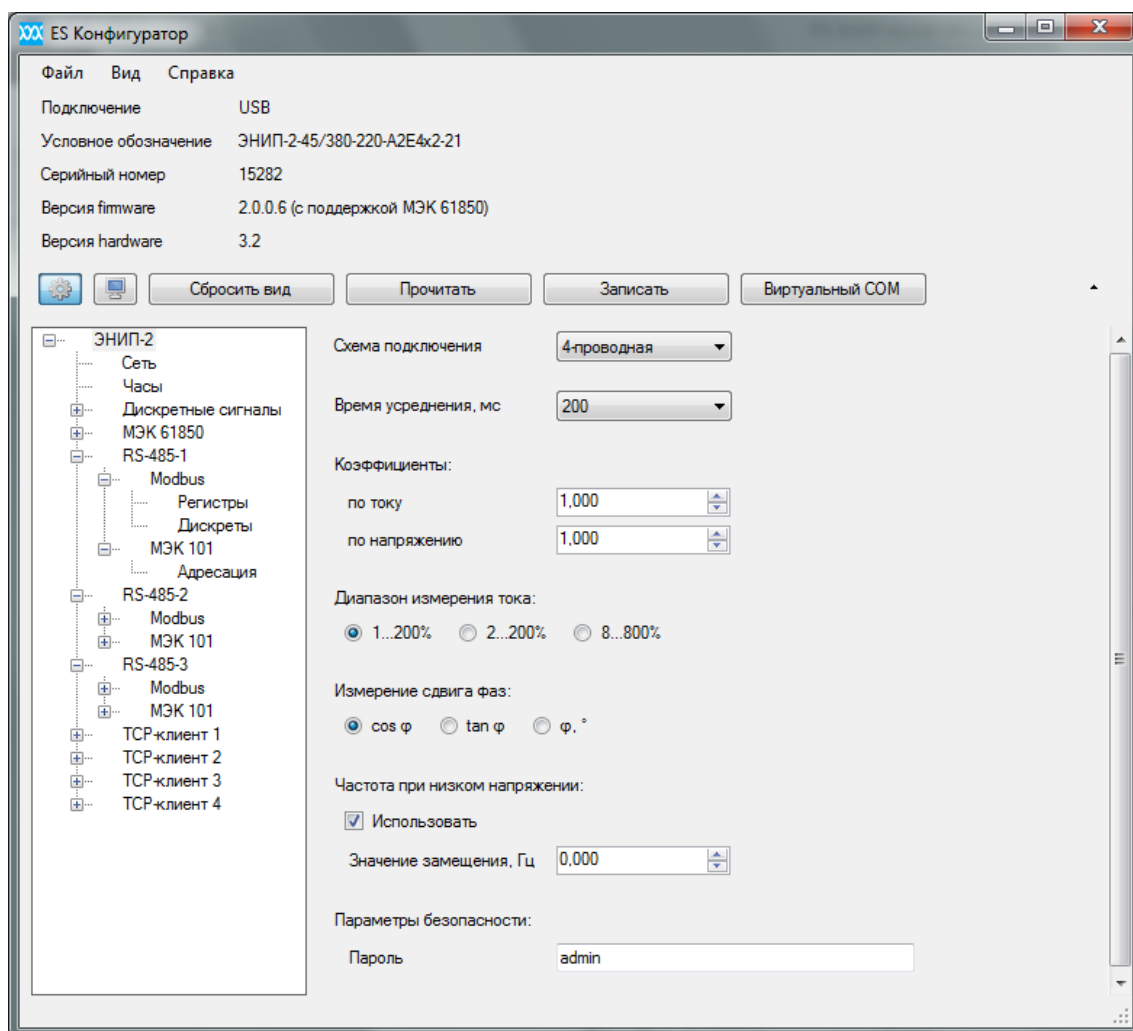 ES Конфигуратор
Файл Вид Справка
Подключение USB
Условное обозначение ЭНИП-2-45/380-220-A2E4x2-21
Серийный номер 15282
Версия firmware 2.0.0.6 (с поддержкой МЭК 61850)
Версия hardware 3.2
Сбросить вид Прочитать Записать Виртуальный COM
ЭНИП-2
Сеть
Часы
Дискретные сигналы
МЭК 61850
RS-485-1
Modbus
Регистры
Дискреты
МЭК 101
Адресация
RS-485-2
Modbus
МЭК 101
RS-485-3
Modbus
МЭК 101
TCP-клиент 1
TCP-клиент 2
TCP-клиент 3
TCP-клиент 4
Схема подключения 4-проводная
Время усреднения, мс 200
Коэффициенты:
по току 1,000
по напряжению 1,000
Диапазон измерения тока:
1...200% 2...200% 8...800%
Измерение сдвига фаз:
cos φ tan φ φ, °
Частота при низком напряжении:
Использовать
Значение замещения, Гц 0,000
Параметры безопасности:
Пароль admin